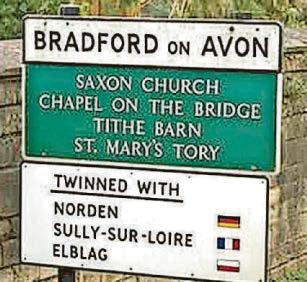 BRADFORD ON AVON
SAXON CHURCH
CHAPEL ON THE BRIDGE
TITHE BARN
ST. MARY'S TORY
TWINNED WITH
NORDEN
SULLY-SUR-LOIRE
ELBLAG